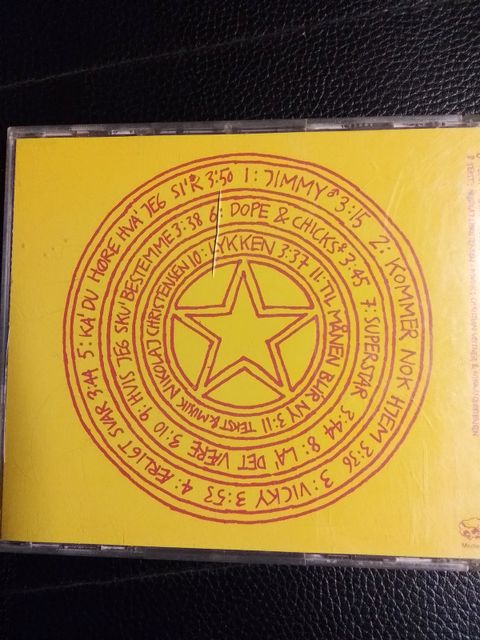 1: JIMMY 3:15
2: KOMMER NOK HJEM 3:36
3: VICKY 3:53
4: ÆRLIGT SVAR 3:44
5: KA' DU HØRE HVA' JEG SI'R 3:50
6: DOPE & CHICKS 3:45
7: SUPERSTAR 3:44
8: LA' DET VÆRE 3:10
9: HVIS JEG SKU' BESTEMME 3:38
10: LYKKEN 3:37
11: TIL MÅNEN BLIR NY 3:11
TEKST & MUSIK NIKOLAJ CHRISTENSEN